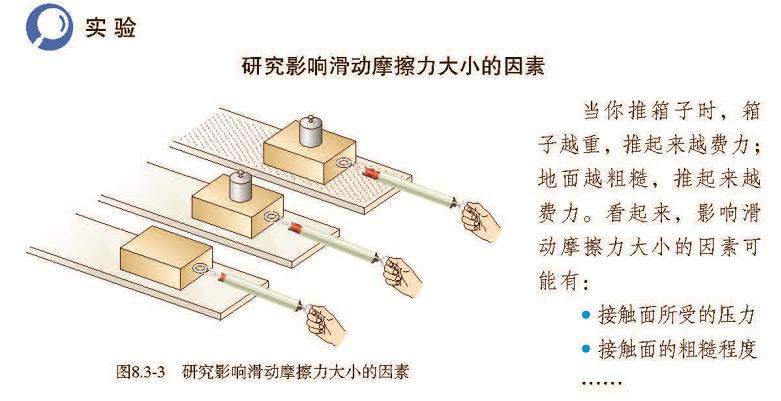 实验
研究影响滑动摩擦力大小的因素
当你推箱子时，箱
子越重，推起来越费力；
地面越粗糙，推起来越
费力。看起来，影响滑
动摩擦力大小的因素可
能有：
• 接触面所受的压力
• 接触面的粗糙程度
……
图8.3-3 研究影响滑动摩擦力大小的因素